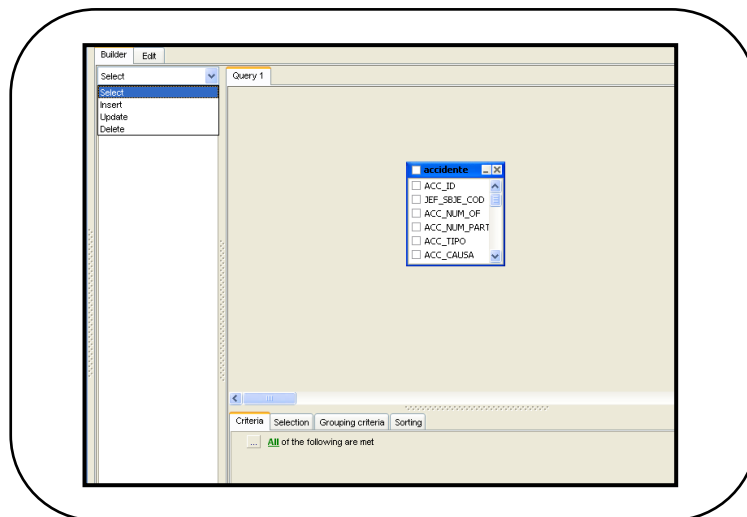 Builder Edit
Select
Query 1
Select
Insert
Update
Delete
accidente
ACC_ID
JEF_SBJE_COD
ACC_NUM_OF
ACC_NUM_PART
ACC_TIPO
ACC_CAUSA
Criteria Selection Grouping criteria Sorting
... All of the following are met